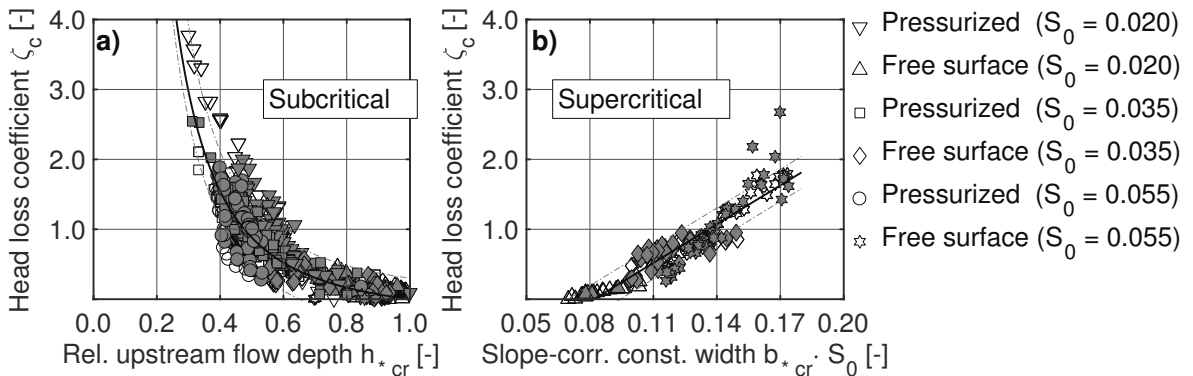 Head loss coefficient ζc [-]
4.0
3.0
2.0
1.0
a)
Subcritical
0.0 0.2 0.4 0.6 0.8 1.0
Rel. upstream flow depth h* cr [-]
Head loss coefficient ζc [-]
4.0
3.0
2.0
1.0
b)
Supercritical
0.05 0.08 0.11 0.14 0.17 0.20
Slope-corr. const. width b* cr · S0 [-]
Pressurized (S0 = 0.020)
Free surface (S0 = 0.020)
Pressurized (S0 = 0.035)
Free surface (S0 = 0.035)
Pressurized (S0 = 0.055)
Free surface (S0 = 0.055)